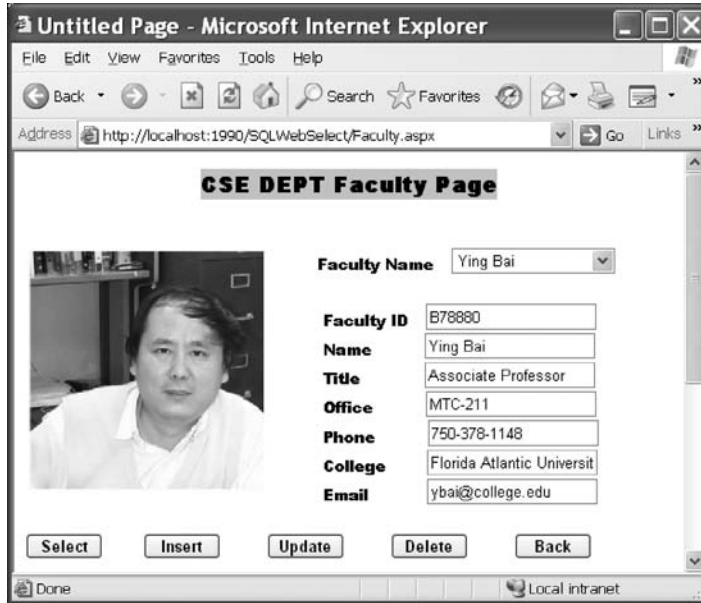 Untitled Page - Microsoft Internet Explorer
File Edit View Favorites Tools Help
Back Search Favorites »
Address http://localhost:1990/SQLWebSelect/Faculty.aspx Go Links »
CSE DEPT Faculty Page
Faculty Name Ying Bai
Faculty ID B78880
Name Ying Bai
Title Associate Professor
Office MTC-211
Phone 750-378-1148
College Florida Atlantic Universit
Email ybai@college.edu
Select Insert Update Delete Back
Done Local intranet